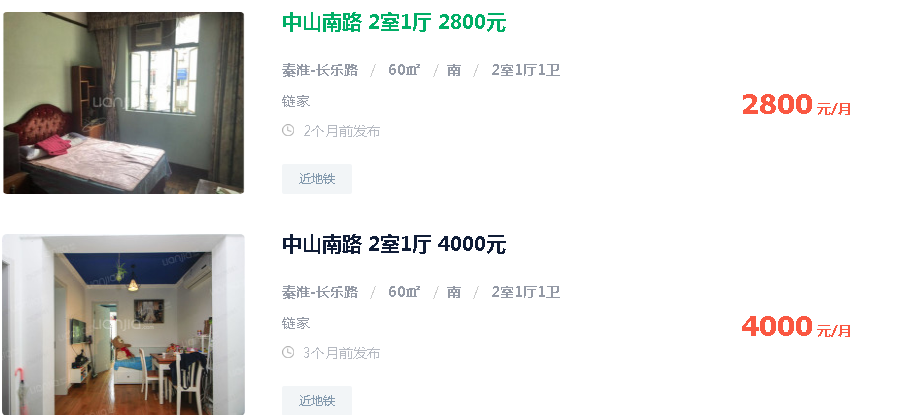 中山南路 2室1厅 2800元
秦淮-长乐路 / 60㎡ / 南 / 2室1厅1卫
链家
2800 元/月
2个月前发布
近地铁
中山南路 2室1厅 4000元
秦淮-长乐路 / 60㎡ / 南 / 2室1厅1卫
链家
4000 元/月
3个月前发布
近地铁